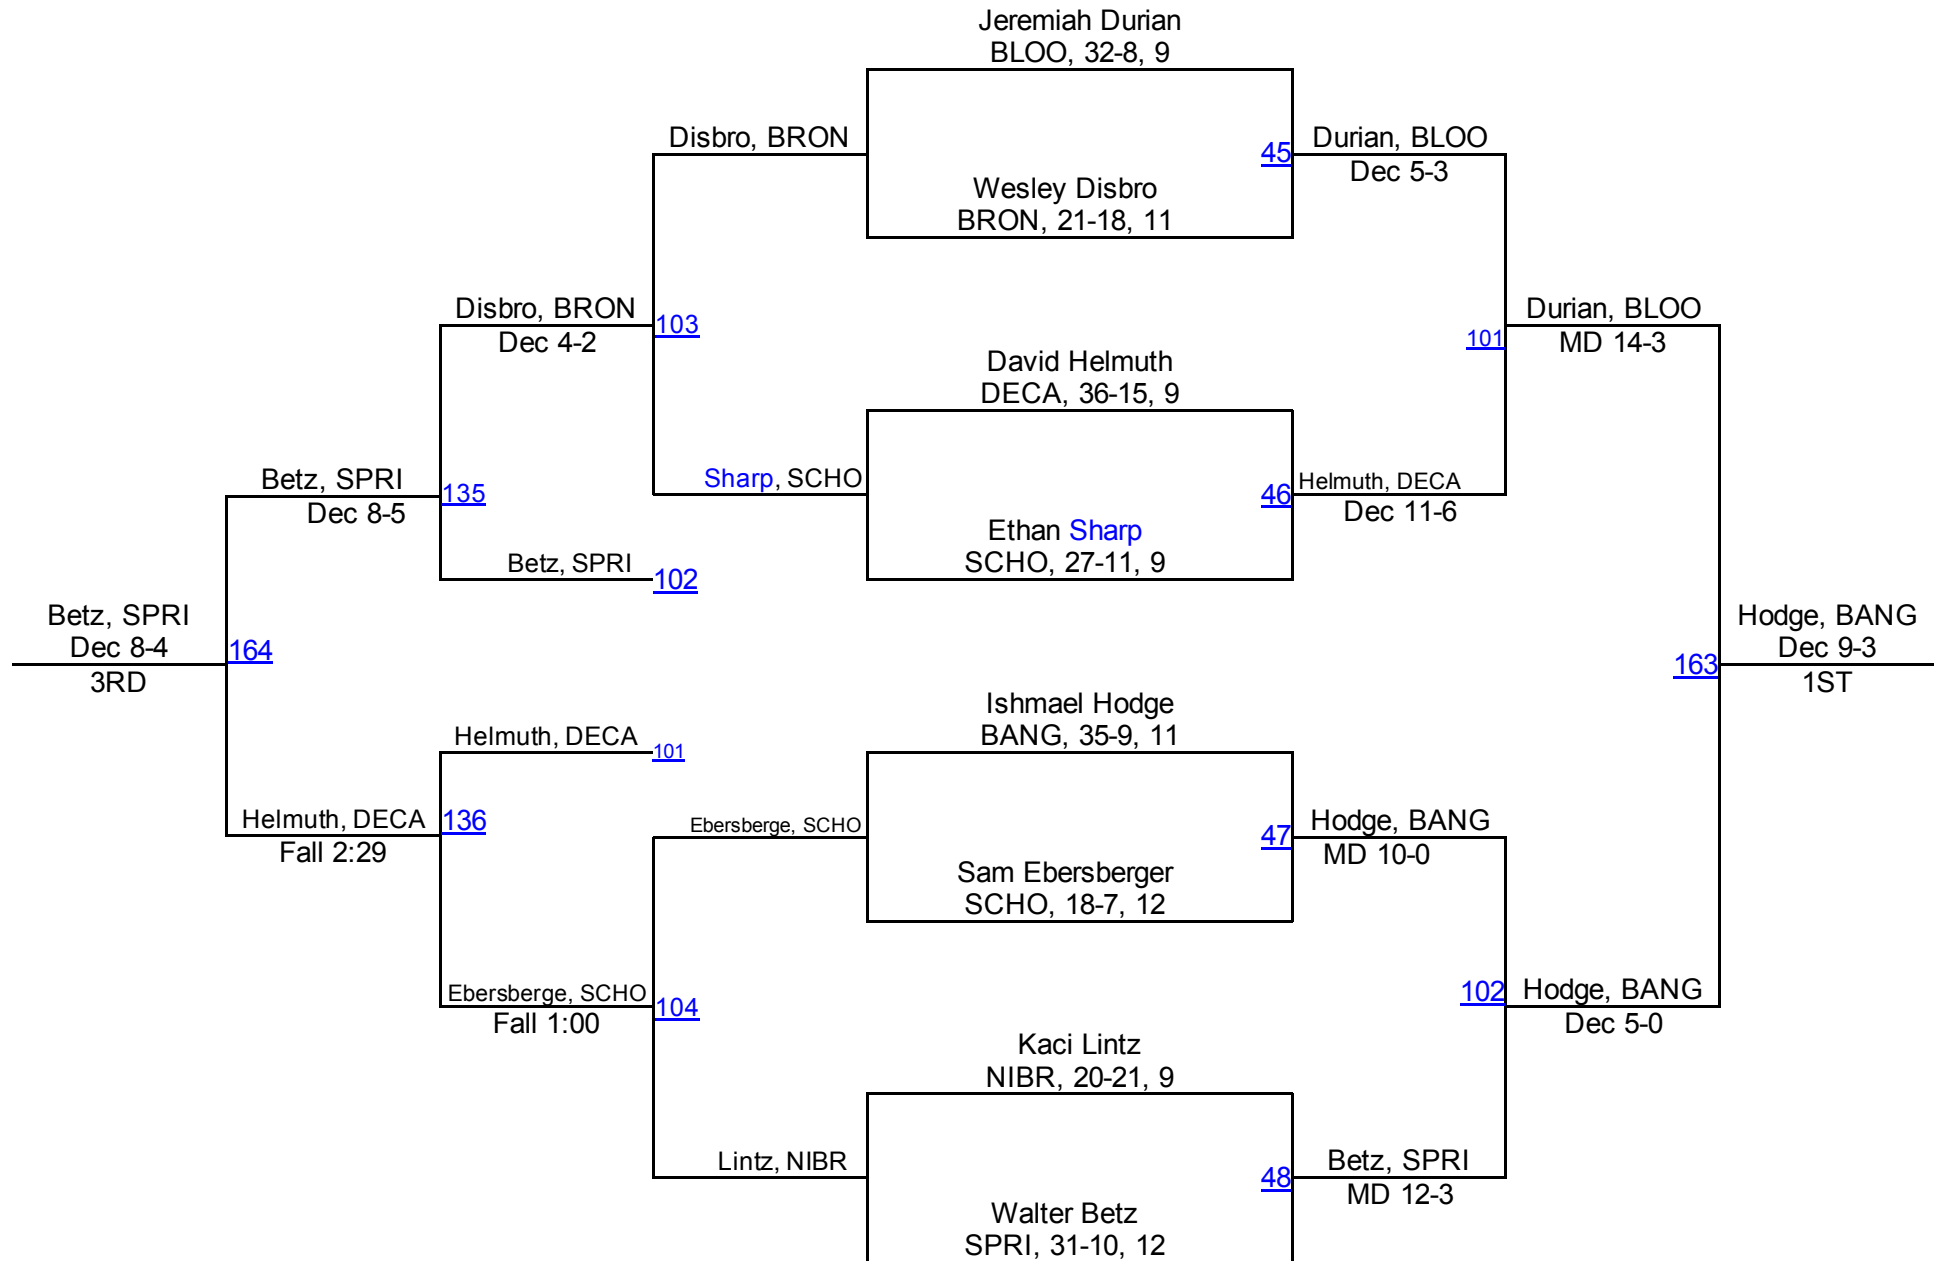 Jeremiah Durian
BLOO, 32-8, 9
Disbro, BRON
45
Durian, BLOO
Dec 5-3
Wesley Disbro
BRON, 21-18, 11
Disbro, BRON
Dec 4-2
103
Durian, BLOO
MD 14-3
101
David Helmuth
DECA, 36-15, 9
Betz, SPRI
Dec 8-5
135
Sharp, SCHO
46
Helmuth, DECA
Dec 11-6
Ethan Sharp
SCHO, 27-11, 9
Betz, SPRI
102
Betz, SPRI
Dec 8-4
3RD
164
Hodge, BANG
Dec 9-3
1ST
163
Ishmael Hodge
BANG, 35-9, 11
Helmuth, DECA
101
Helmuth, DECA
Fall 2:29
136
Ebersberge, SCHO
47
Hodge, BANG
MD 10-0
Sam Ebersberger
SCHO, 18-7, 12
Ebersberge, SCHO
Fall 1:00
104
102
Hodge, BANG
Dec 5-0
Kaci Lintz
NIBR, 20-21, 9
Lintz, NIBR
48
Betz, SPRI
MD 12-3
Walter Betz
SPRI, 31-10, 12